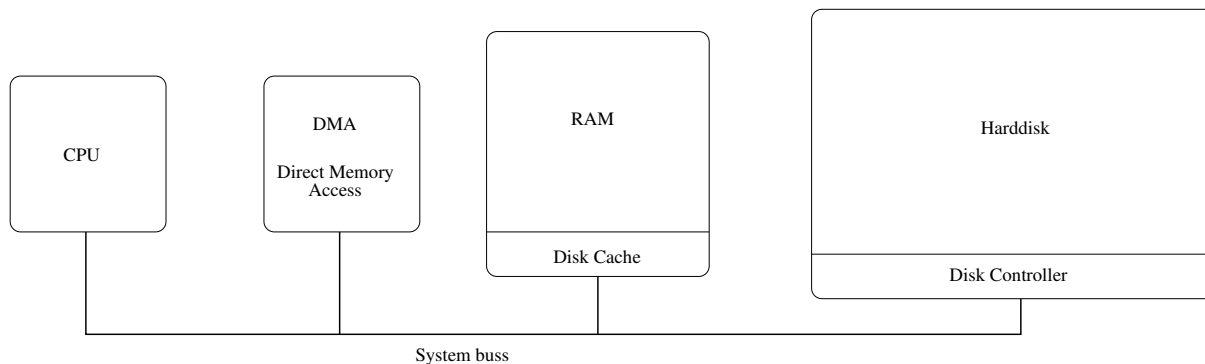 CPU
DMA
Direct Memory
Access
RAM
Disk Cache
Harddisk
Disk Controller
System buss